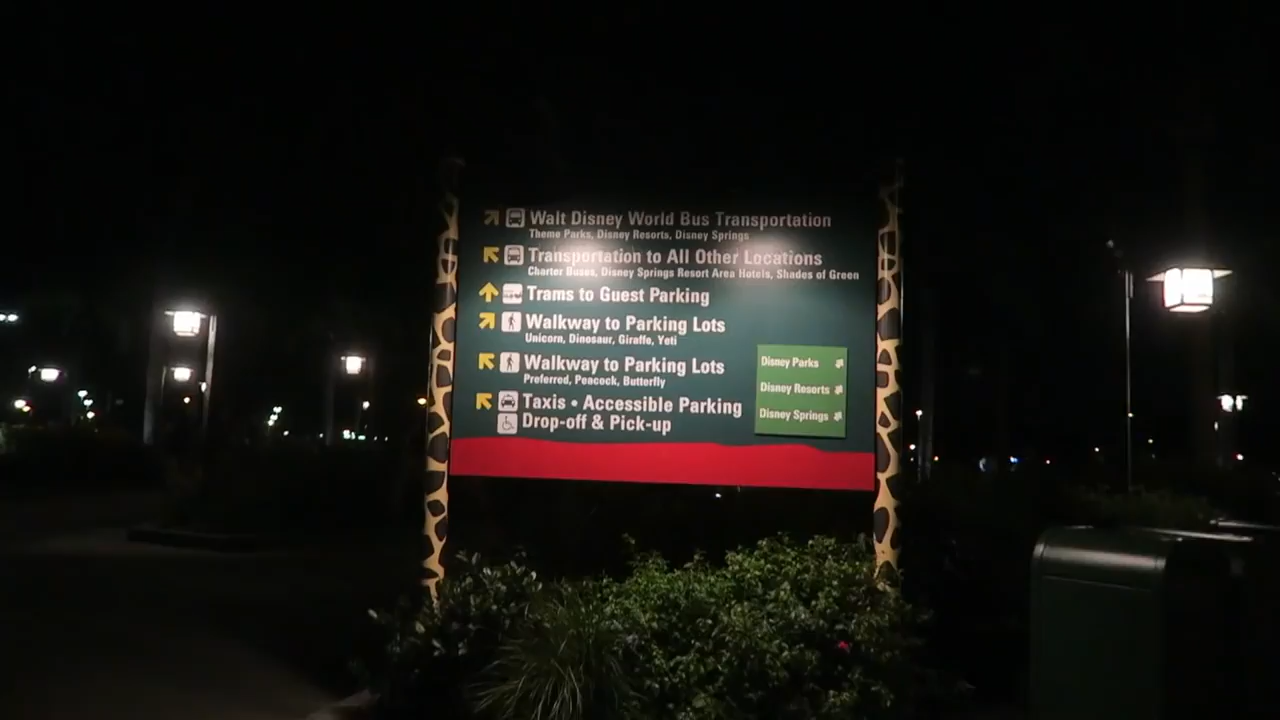 Walt Disney World Bus Transportation
Theme Parks, Disney Resorts, Disney Springs
Transportation to All Other Locations
Charter Buses, Disney Springs Resort Area Hotels, Shades of Green
Trams to Guest Parking
Walkway to Parking Lots
Unicorn, Dinosaur, Giraffe, Yeti
Walkway to Parking Lots
Preferred, Peacock, Butterfly
Taxis • Accessible Parking
Drop-off & Pick-up
Disney Parks
Disney Resorts
Disney Springs